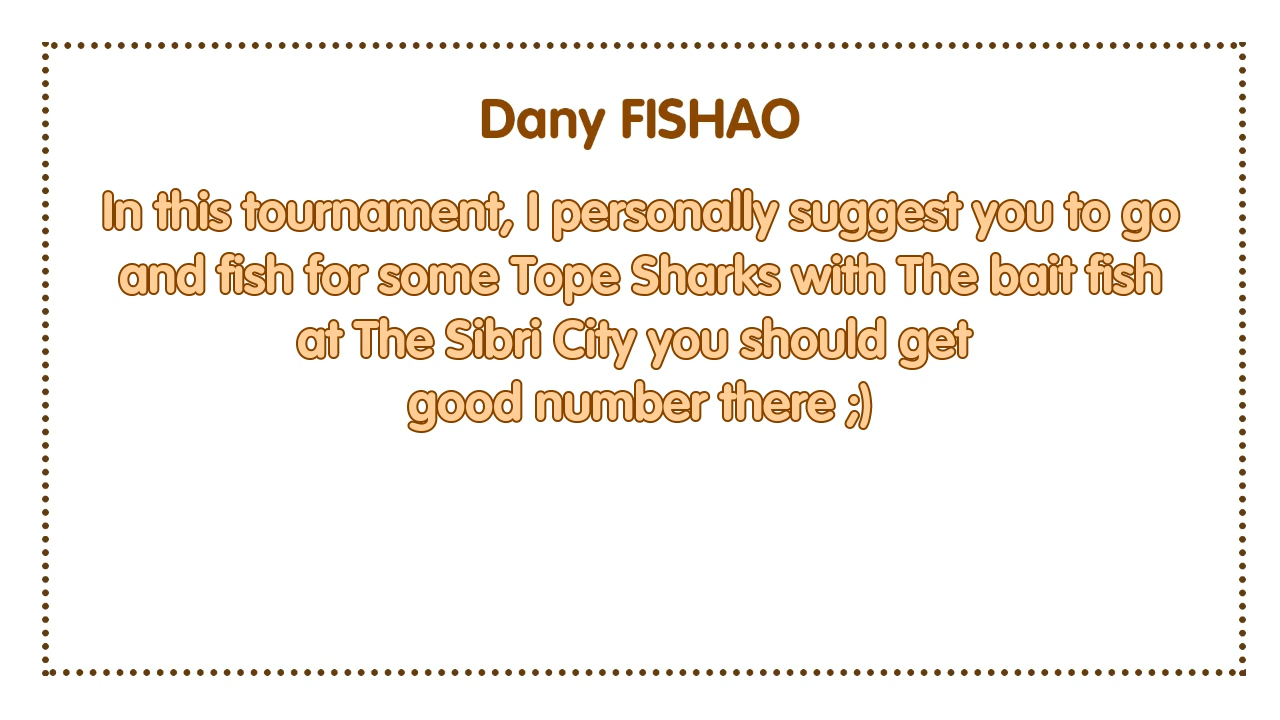 Dany FISHAO
In this tournament, I personally suggest you to go
and fish for some Tope Sharks with The bait fish
at The Sibri City you should get
good number there ;)